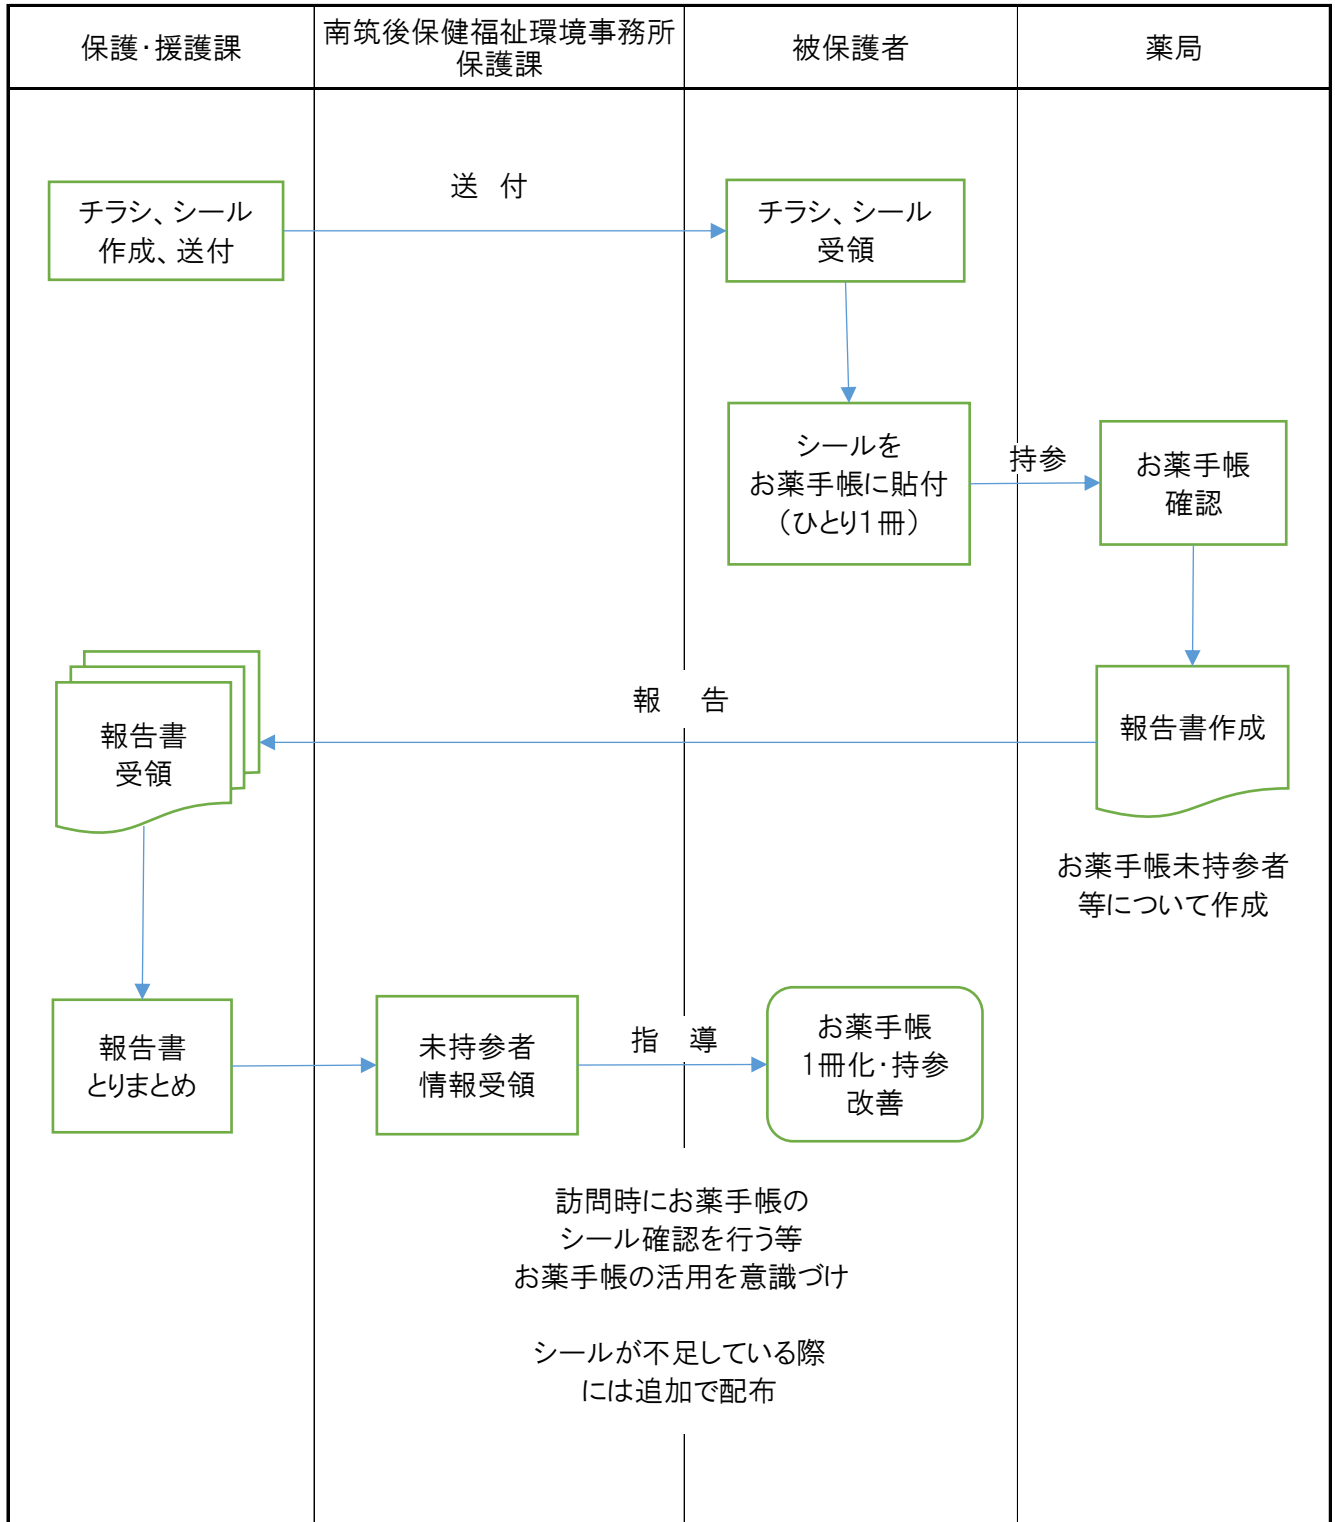 保護・援護課
南筑後保健福祉環境事務所
保護課
被保護者
薬局
チラシ、シール
作成、送付
送　付
チラシ、シール
受領
シールを
お薬手帳に貼付
（ひとり１冊）
持参
お薬手帳
確認
報告書作成
お薬手帳未持参者
等について作成
報　告
報告書
受領
報告書
とりまとめ
未持参者
情報受領
指　導
お薬手帳
１冊化・持参
改善
訪問時にお薬手帳の
シール確認を行う等
お薬手帳の活用を意識づけ
シールが不足している際
には追加で配布